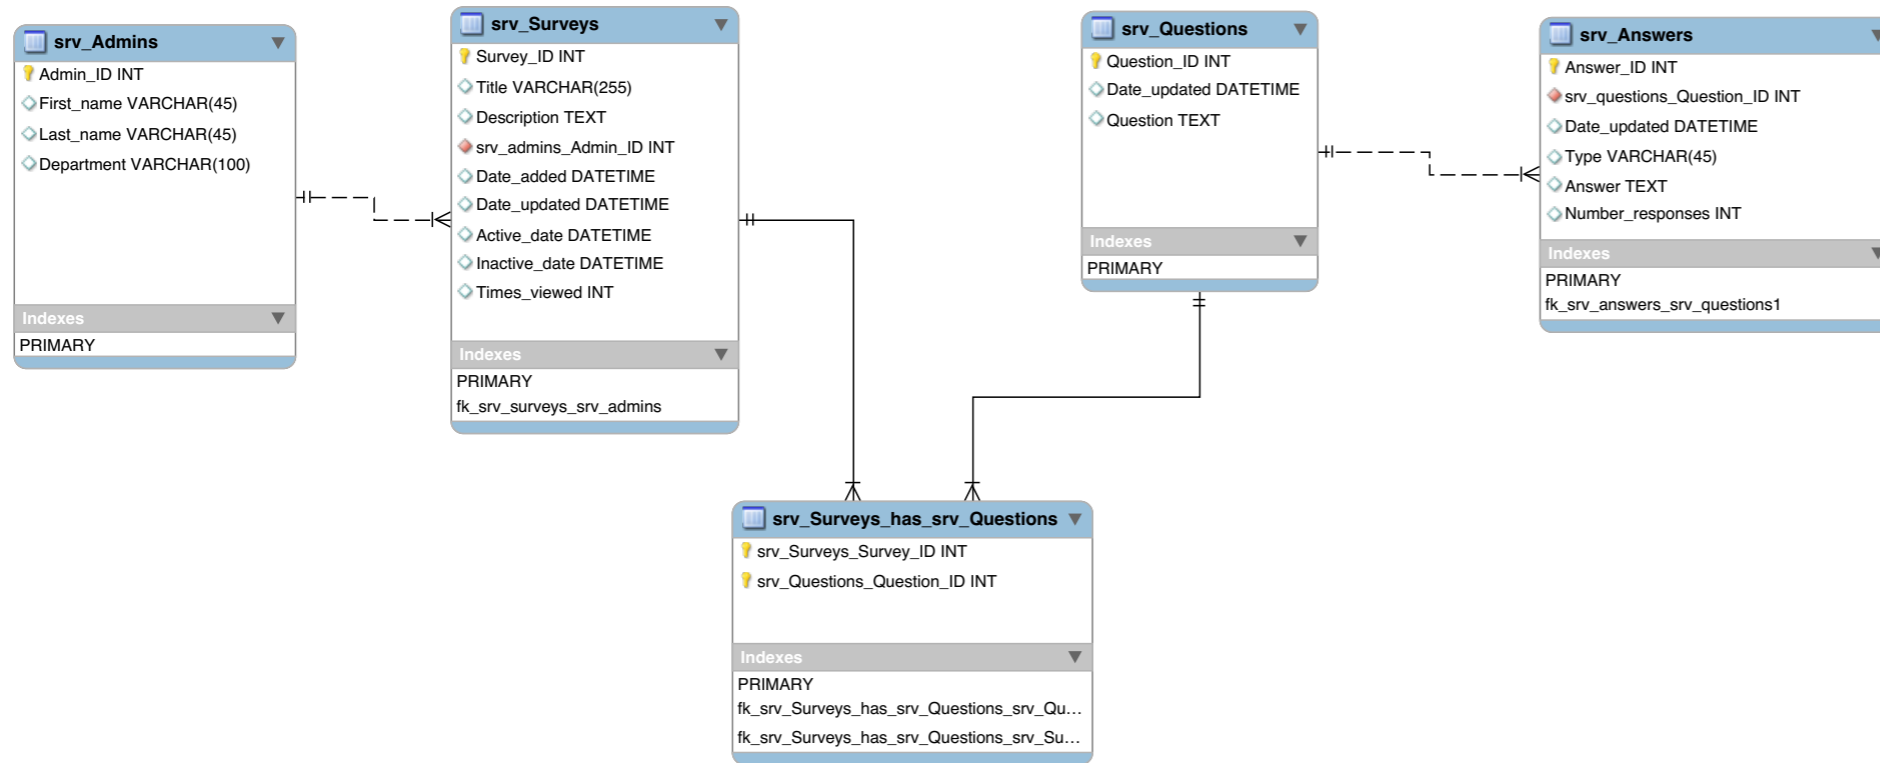 srv_Admins
Admin_ID INT
First_name VARCHAR(45)
Last_name VARCHAR(45)
Department VARCHAR(100)
Indexes
PRIMARY
srv_Surveys
Survey_ID INT
Title VARCHAR(255)
Description TEXT
srv_admins_Admin_ID INT
Date_added DATETIME
Date_updated DATETIME
Active_date DATETIME
Inactive_date DATETIME
Times_viewed INT
Indexes
PRIMARY
fk_srv_surveys_srv_admins
srv_Questions
Question_ID INT
Date_updated DATETIME
Question TEXT
Indexes
PRIMARY
srv_Answers
Answer_ID INT
srv_questions_Question_ID INT
Date_updated DATETIME
Type VARCHAR(45)
Answer TEXT
Number_responses INT
Indexes
PRIMARY
fk_srv_answers_srv_questions1
srv_Surveys_has_srv_Questions
srv_Surveys_Survey_ID INT
srv_Questions_Question_ID INT
Indexes
PRIMARY
fk_srv_Surveys_has_srv_Questions_srv_Qu...
fk_srv_Surveys_has_srv_Questions_srv_Su...